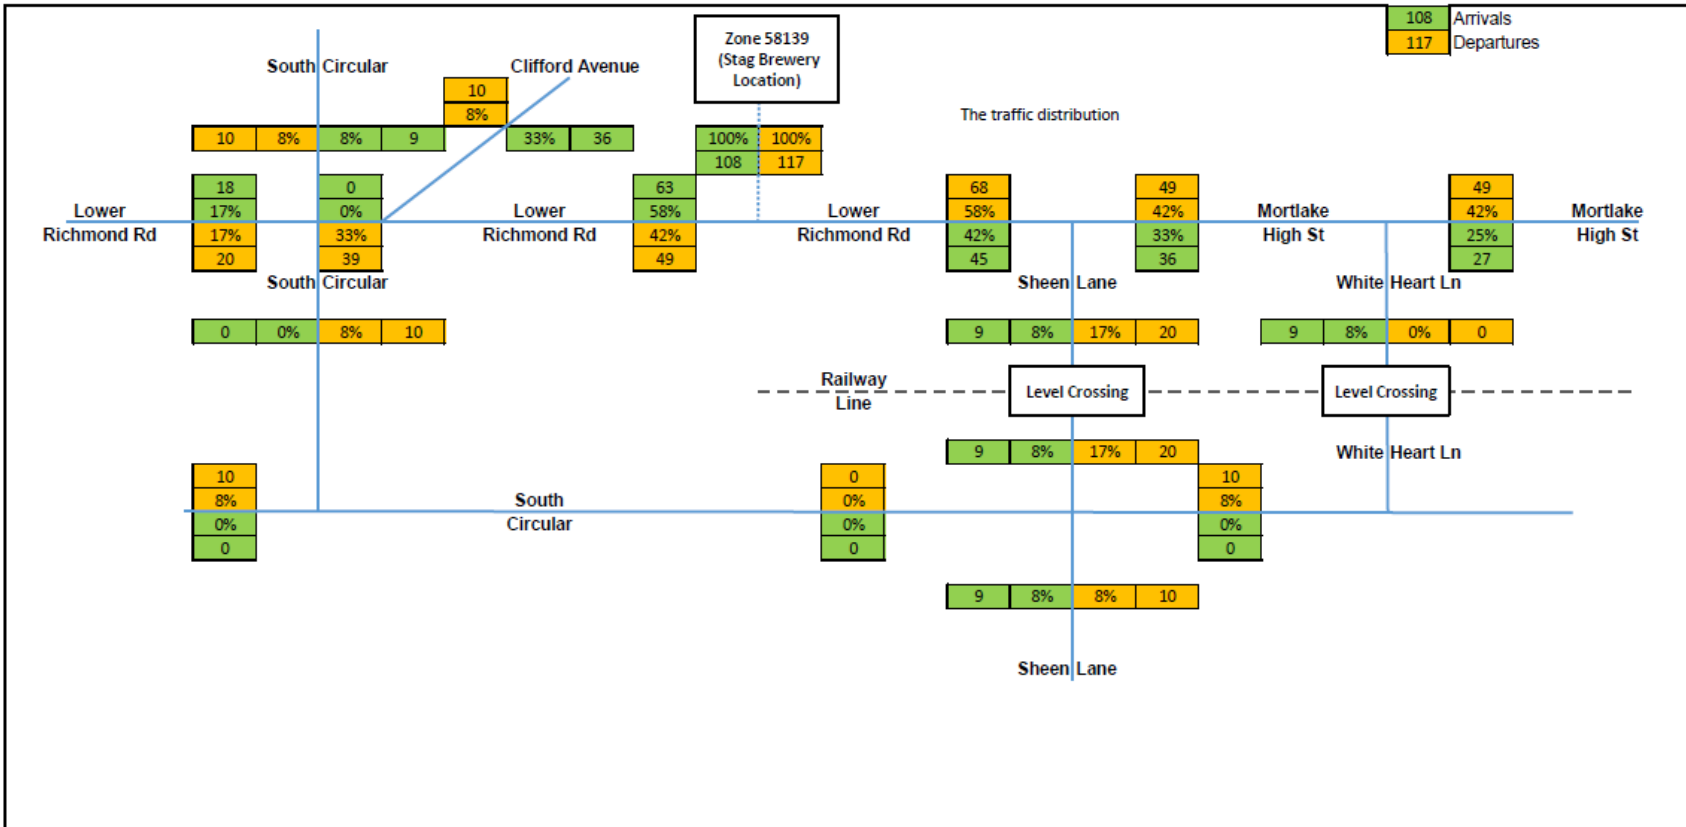 108 Arrivals
117 Departures
Zone 58139
(Stag Brewery
Location)
South Circular
Clifford Avenue
10
8%
The traffic distribution
10 8% 8% 9
33% 36
100% 100%
108 117
18 0 63 68 49 49
Lower 17% 0% Lower 58% Lower 58% 42% Mortlake 42% Mortlake
Richmond Rd 17% 33% Richmond Rd 42% Richmond Rd 42% 33% High St 25% High St
20 39 49 45 36 27
South Circular Sheen Lane White Heart Ln
0 0% 8% 10 9 8% 17% 20 9 8% 0% 0
Railway
Line
Level Crossing Level Crossing
9 8% 17% 20 White Heart Ln
10 0 10
8% South 0% 8%
0% Circular 0% 0%
0 0 0
9 8% 8% 10
Sheen Lane